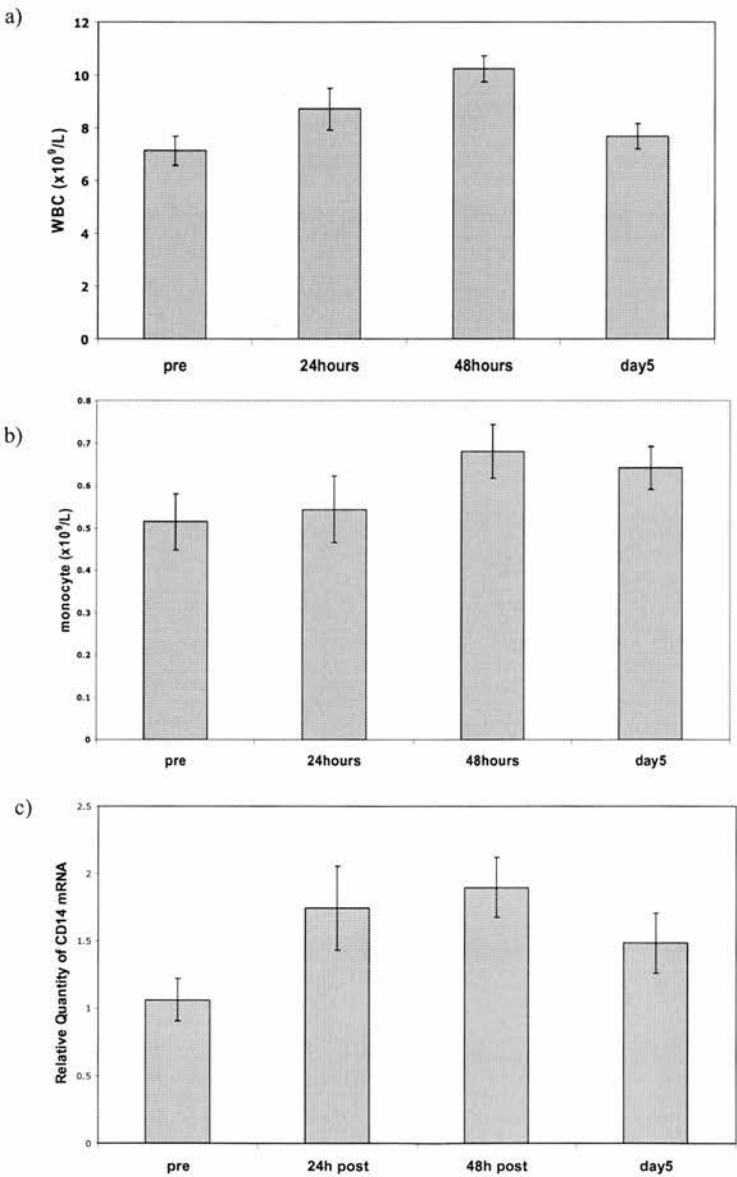 a)
12
10
8
6
4
2
0
WBC (x10⁹/L)
pre 24hours 48hours day5
b)
0.8
0.7
0.6
0.5
0.4
0.3
0.2
0.1
0
monocyte (x10⁹/L)
pre 24hours 48hours day5
c)
2.5
2
1.5
1
0.5
0
Relative Quantity of CD14 mRNA
pre 24h post 48h post day5